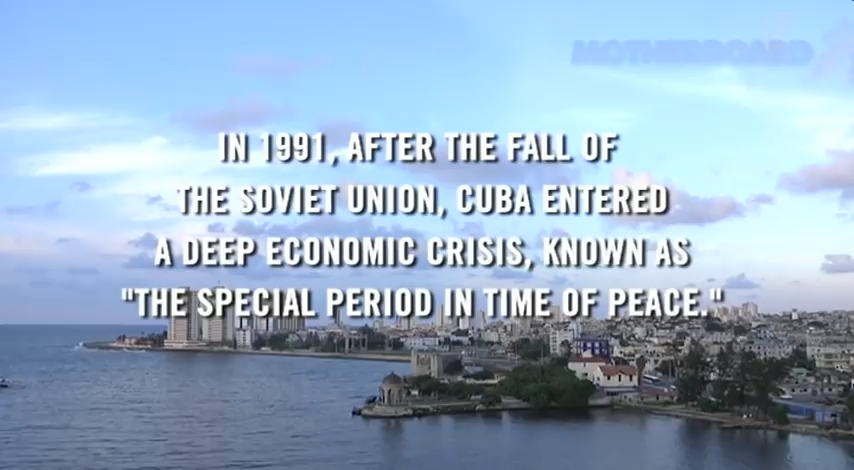 MOTHERBOARD
IN 1991, AFTER THE FALL OF
THE SOVIET UNION, CUBA ENTERED
A DEEP ECONOMIC CRISIS, KNOWN AS
"THE SPECIAL PERIOD IN TIME OF PEACE."